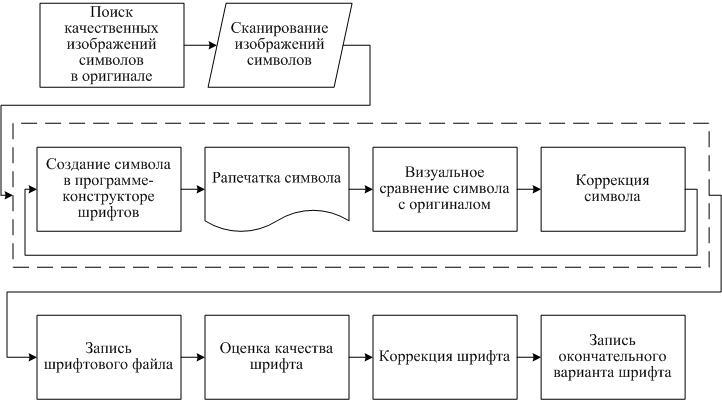 Поиск
качественных
изображений
символов
в оригинале
Сканирование
изображений
символов
Создание символа
в программе-
конструкторе
шрифтов
Рапечатка символа
Визуальное
сравнение символа
с оригиналом
Коррекция
символа
Запись
шрифтового файла
Оценка качества
шрифта
Коррекция шрифта
Запись
окончательного
варианта шрифта